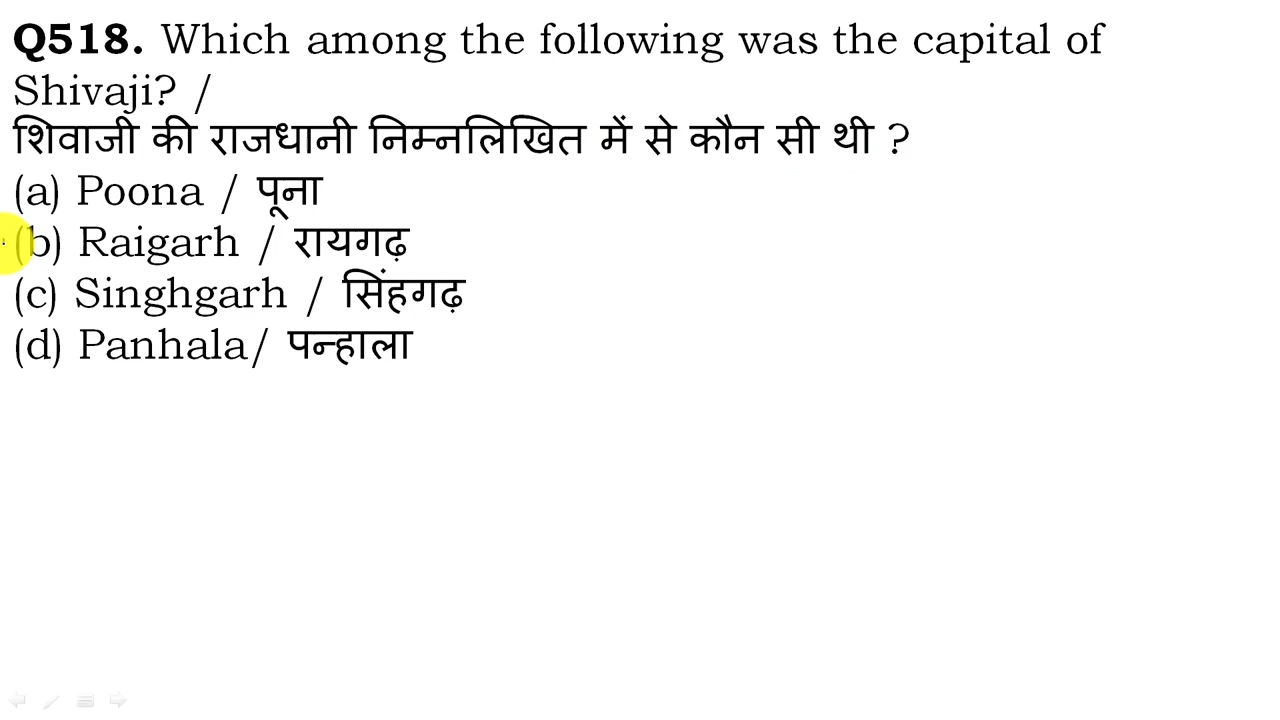 Q518. Which among the following was the capital of
Shivaji? /
शिवाजी की राजधानी निम्नलिखित में से कौन सी थी ?
(a) Poona / पूना
(b) Raigarh / रायगढ़
(c) Singhgarh / सिंहगढ़
(d) Panhala/ पन्हाला